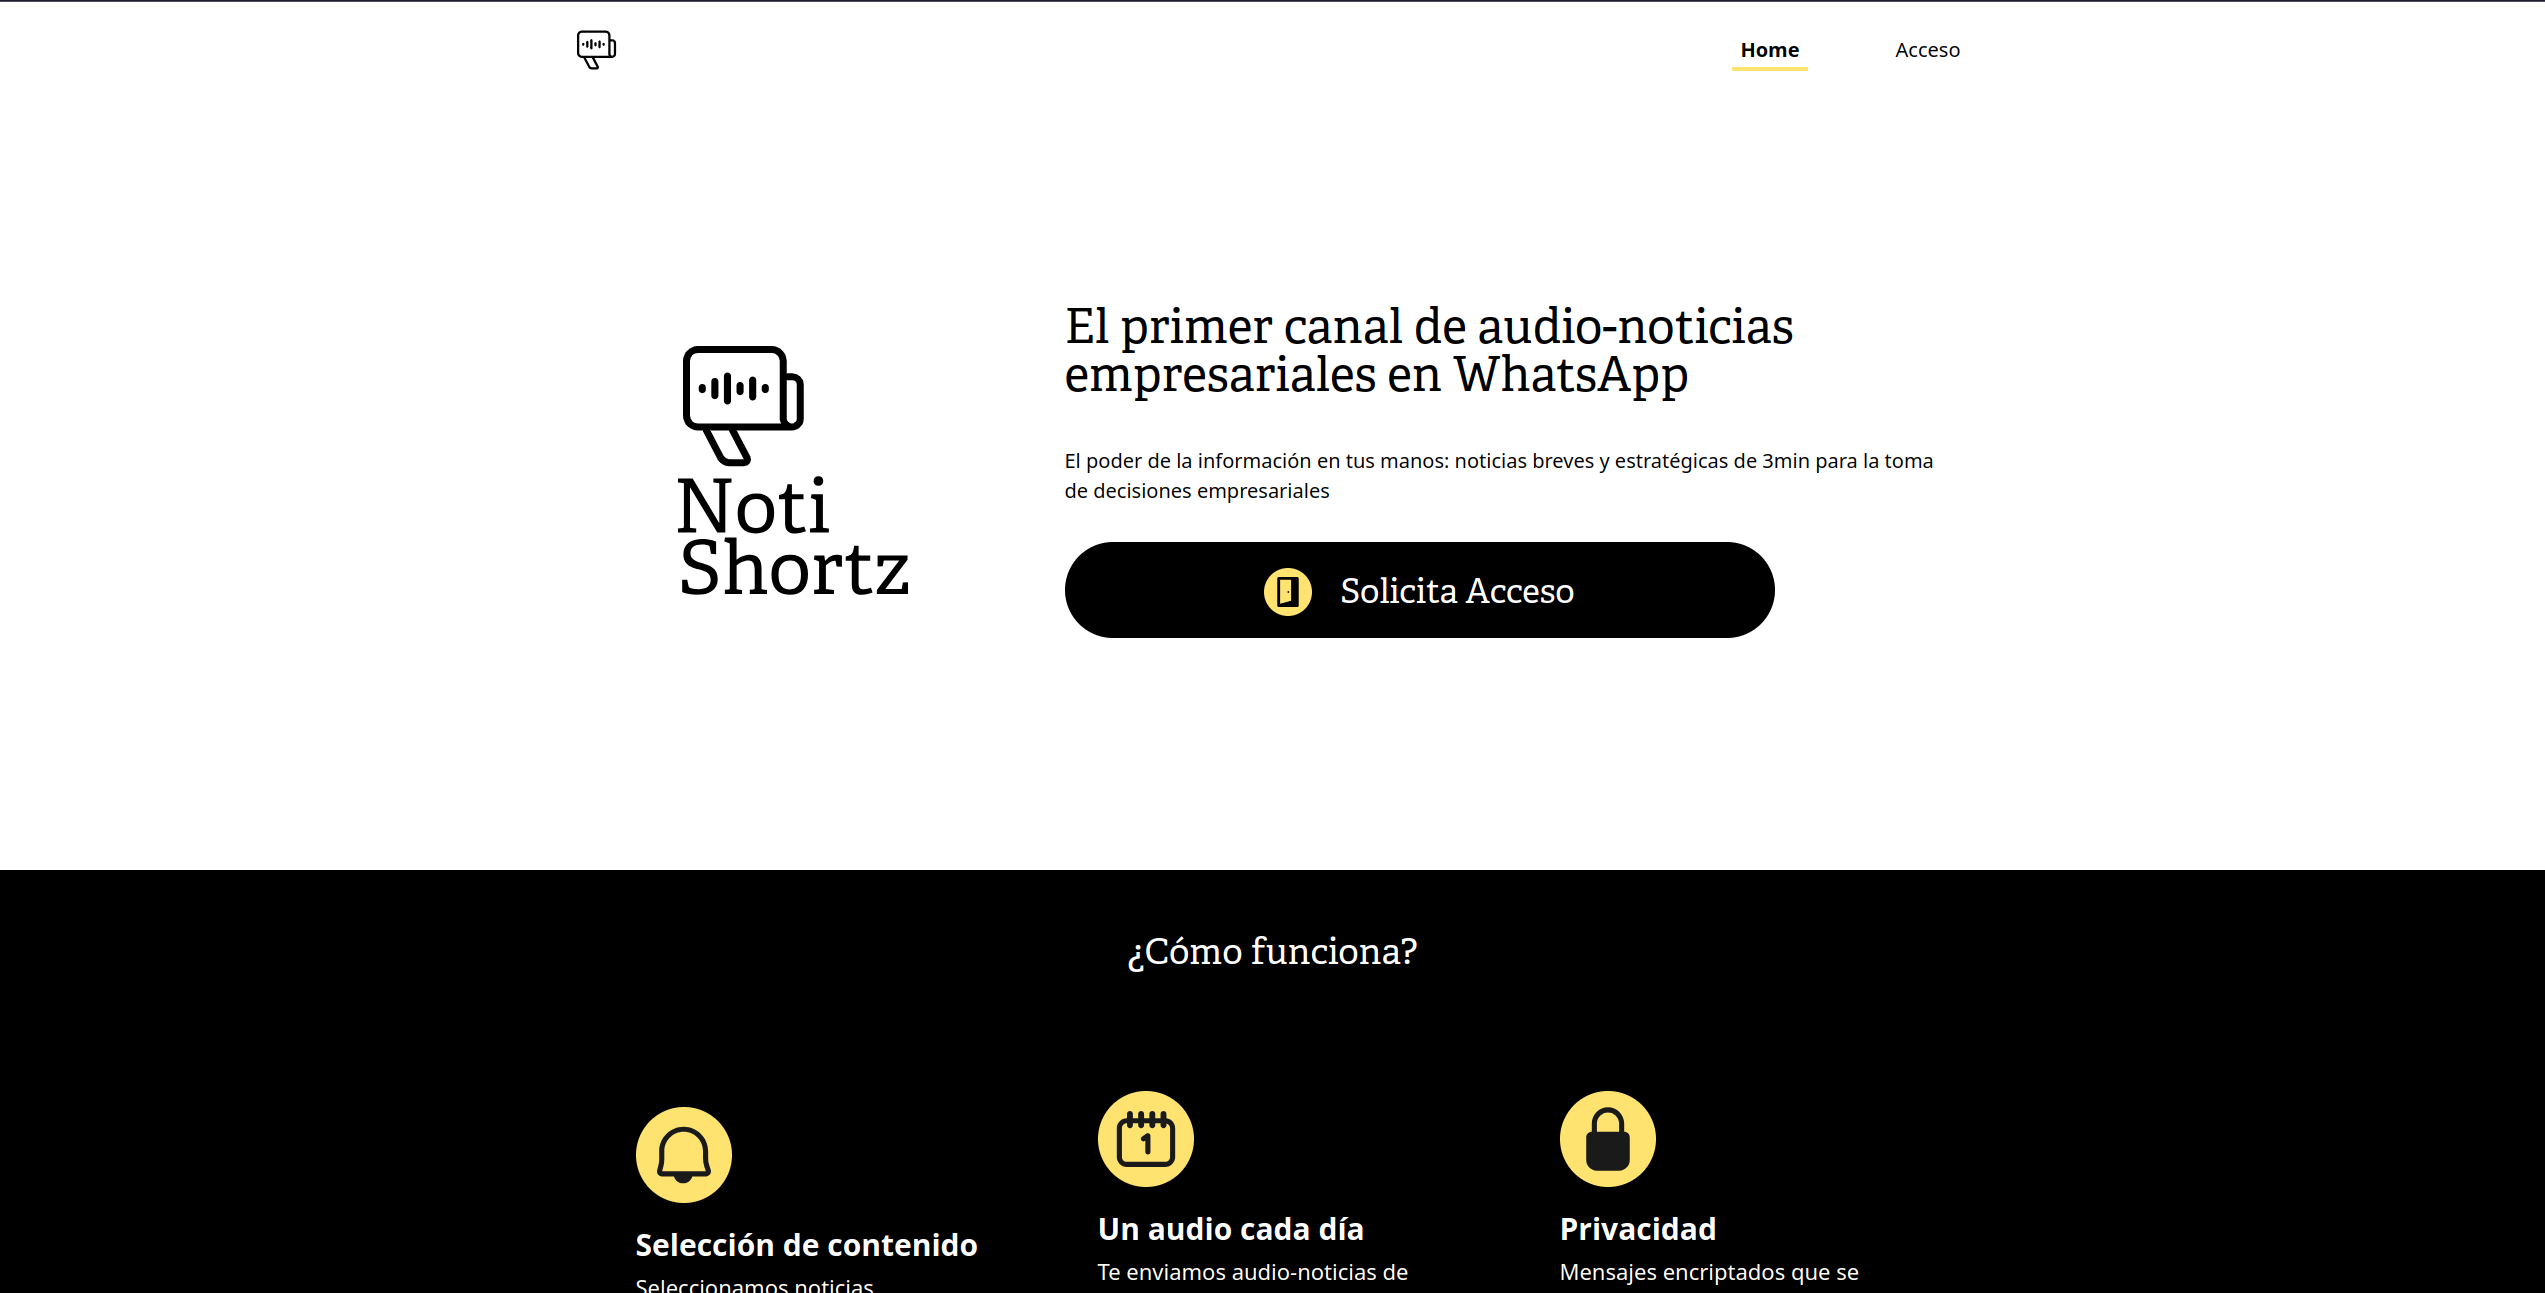 Home
Acceso
Noti
Shortz
El primer canal de audio-noticias
empresariales en WhatsApp
El poder de la información en tus manos: noticias breves y estratégicas de 3min para la toma
de decisiones empresariales
Solicita Acceso
¿Cómo funciona?
1
Selección de contenido
Seleccionamos noticias
Un audio cada día
Te enviamos audio-noticias de
Privacidad
Mensajes encriptados que se